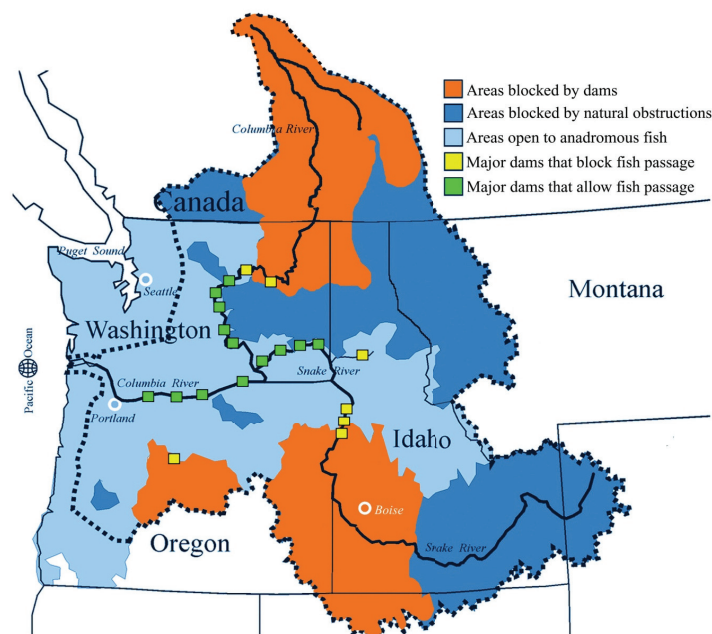 Areas blocked by dams
Areas blocked by natural obstructions
Areas open to anadromous fish
Major dams that block fish passage
Major dams that allow fish passage
Columbia River
Canada
Puget Sound
Seattle
Montana
Washington
Pacific Ocean
Snake River
Columbia River
Portland
Idaho
Boise
Oregon
Snake River